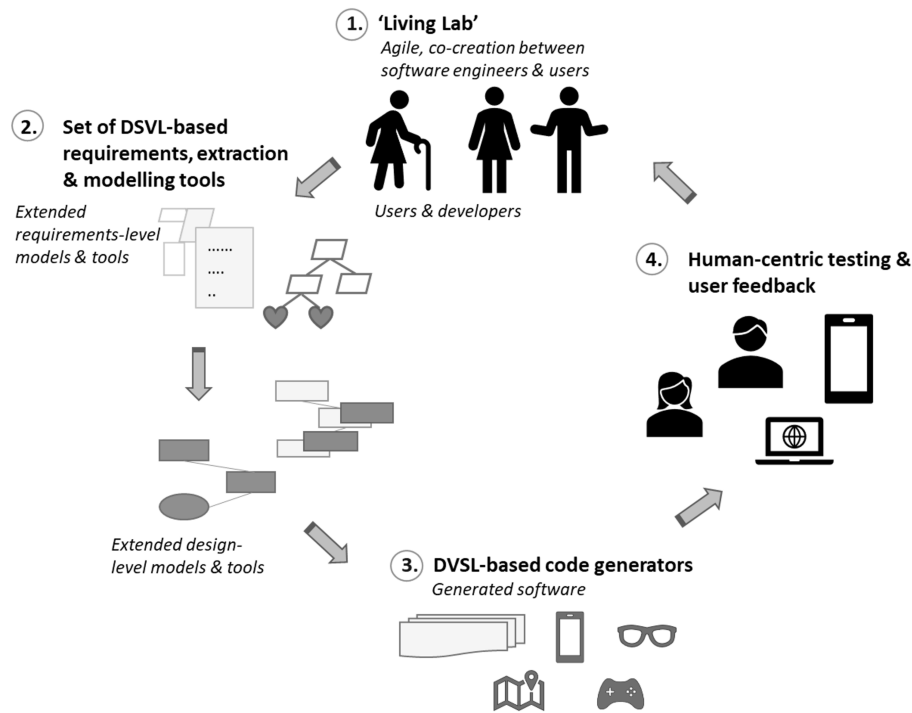 1. ‘Living Lab’
Agile, co-creation between
software engineers & users
Users & developers
2. Set of DSVL-based
requirements, extraction
& modelling tools
Extended
requirements-level
models & tools
......
....
..
Extended design-
level models & tools
3. DVSL-based code generators
Generated software
4. Human-centric testing &
user feedback